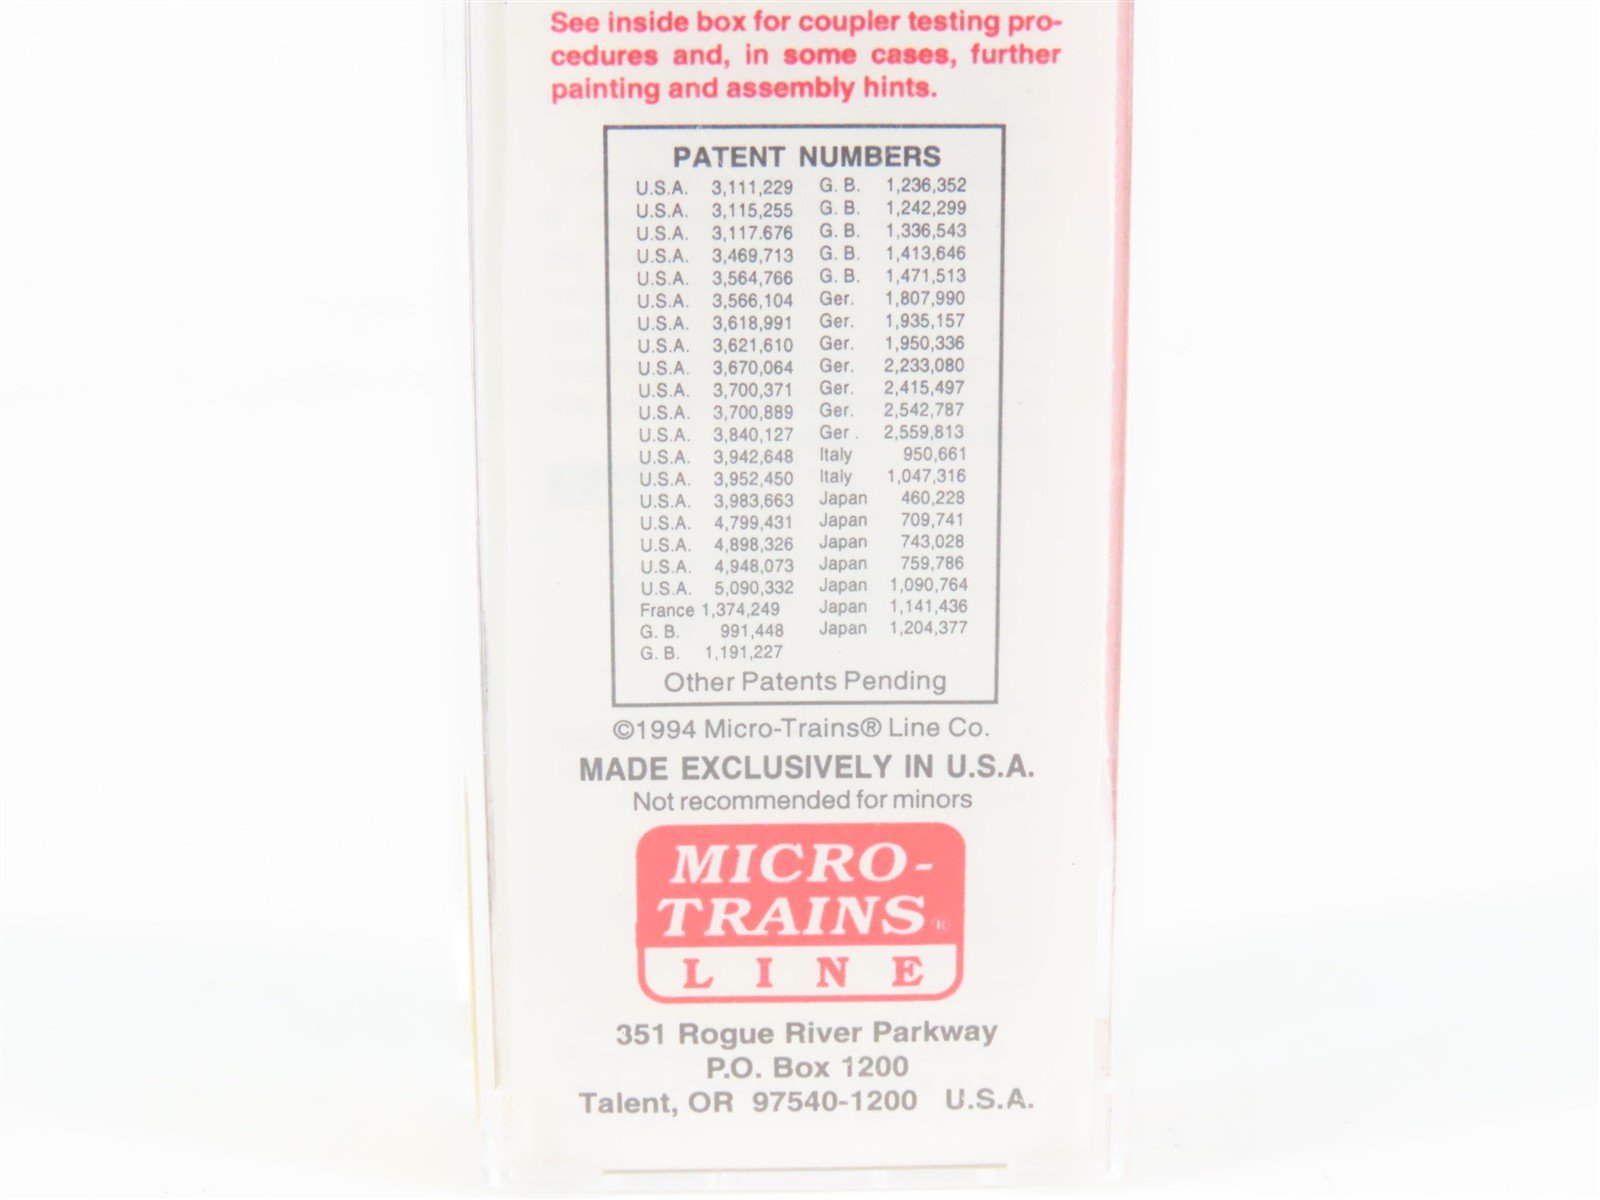 See inside box for coupler testing pro-
cedures and, in some cases, further
painting and assembly hints.
PATENT NUMBERS
U.S.A. 3,111,229 G. B. 1,236,352
U.S.A. 3,115,255 G. B. 1,242,299
U.S.A. 3,117.676 G. B. 1,336,543
U.S.A. 3,469,713 G. B. 1,413,646
U.S.A. 3,564,766 G. B. 1,471,513
U.S.A. 3,566,104 Ger. 1,807,990
U.S.A. 3,618,991 Ger. 1,935,157
U.S.A. 3,621,610 Ger. 1,950,336
U.S.A. 3,670,064 Ger. 2,233,080
U.S.A. 3,700,371 Ger. 2,415,497
U.S.A. 3,700,889 Ger. 2,542,787
U.S.A. 3,840,127 Ger . 2,559,813
U.S.A. 3,942,648 Italy 950,661
U.S.A. 3,952,450 Italy 1,047,316
U.S.A. 3,983,663 Japan 460,228
U.S.A. 4,799,431 Japan 709,741
U.S.A. 4,898,326 Japan 743,028
U.S.A. 4,948,073 Japan 759,786
U.S.A. 5,090,332 Japan 1,090,764
France 1,374,249 Japan 1,141,436
G. B. 991,448 Japan 1,204,377
G. B. 1,191,227
Other Patents Pending
©1994 Micro-Trains® Line Co.
MADE EXCLUSIVELY IN U.S.A.
Not recommended for minors
MICRO-
TRAINS®
LINE
351 Rogue River Parkway
P.O. Box 1200
Talent, OR 97540-1200 U.S.A.